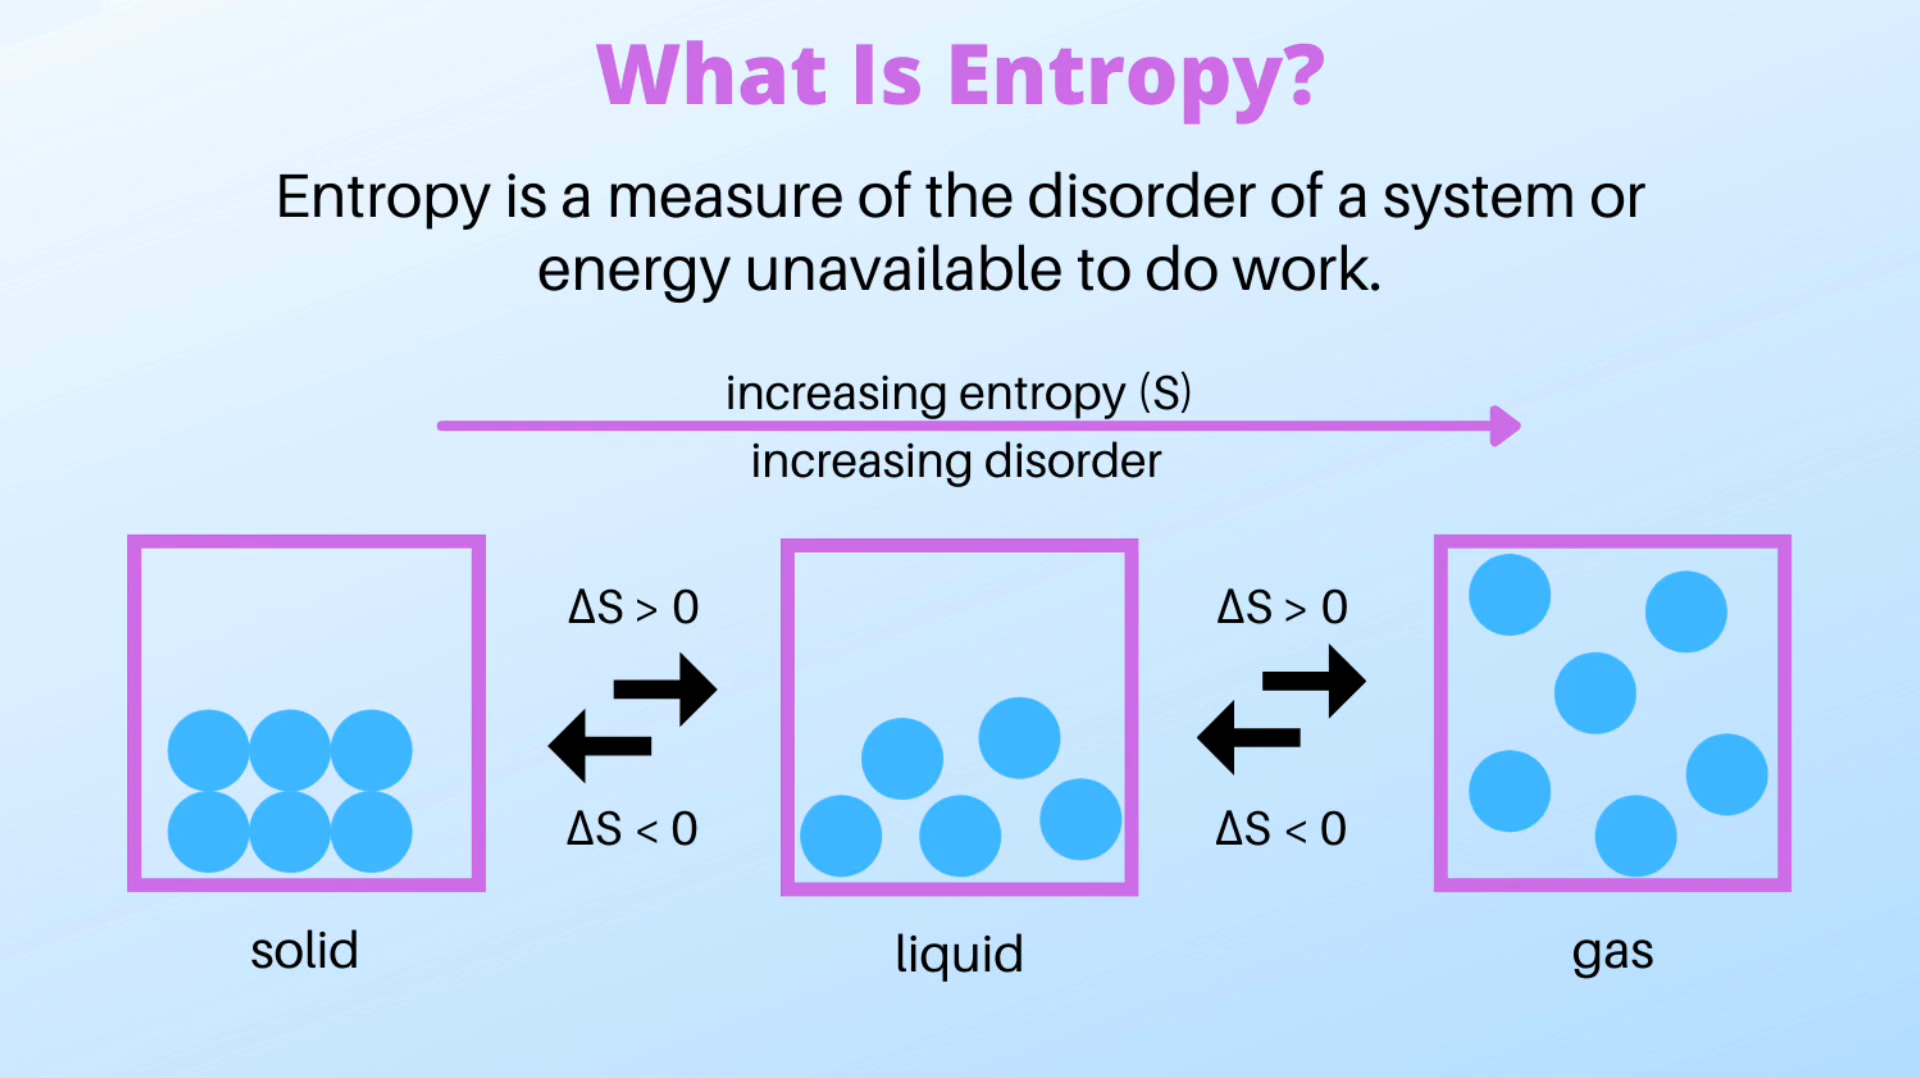 What Is Entropy?
Entropy is a measure of the disorder of a system or
energy unavailable to do work.
increasing entropy (S)
increasing disorder
ΔS > 0
ΔS > 0
ΔS < 0
ΔS < 0
solid
liquid
gas